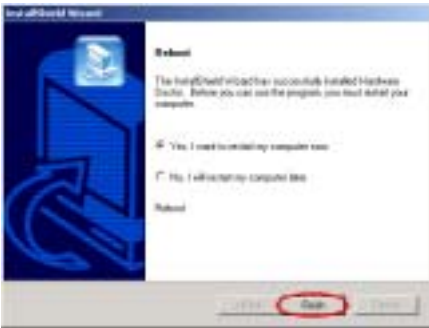 InstallShield Wizard
Reboot
The InstallShield Wizard has successfully installed Hardware
Doctor. Before you can use the program, you must restart your
computer.
Yes, I want to restart my computer now.
No, I will restart my computer later.
Reboot